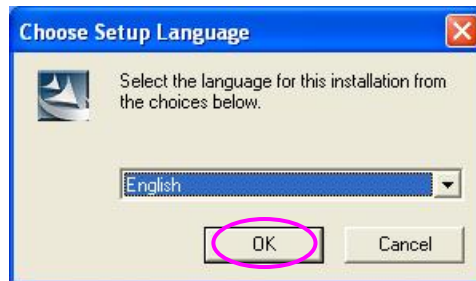 Choose Setup Language
Select the language for this installation from
the choices below.
English
OK
Cancel